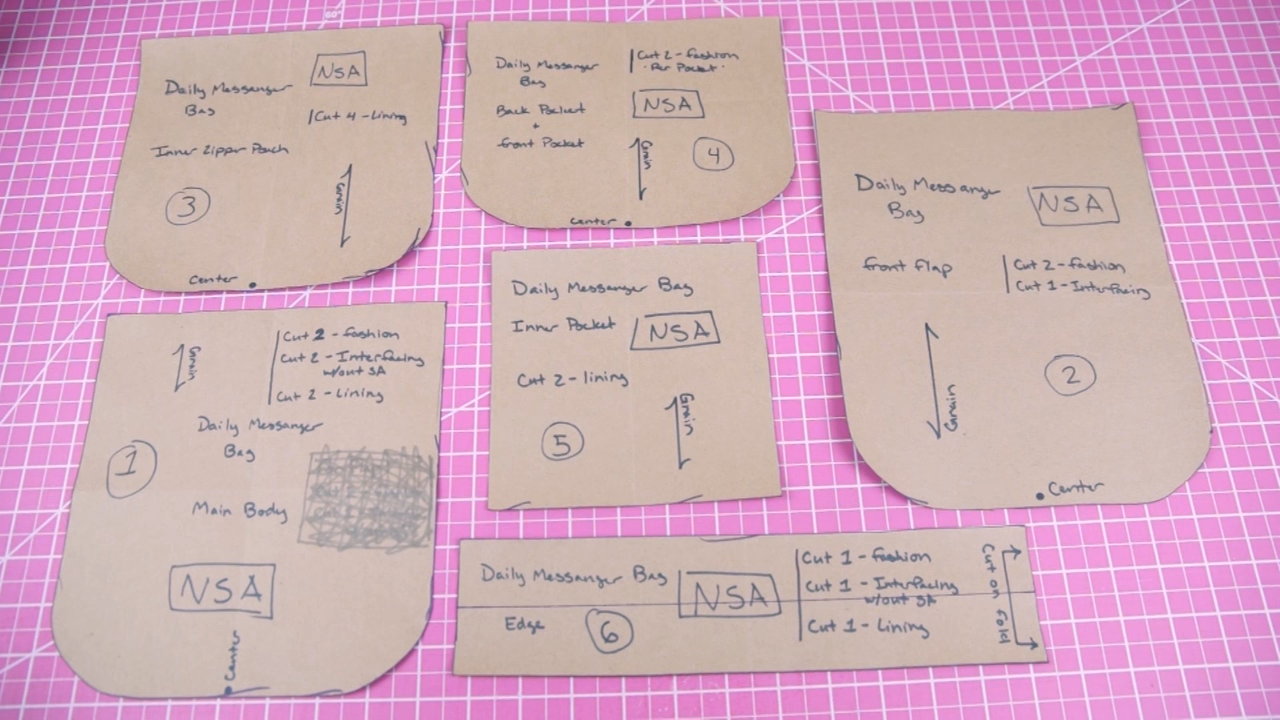 Daily Messanger
Bag
NSA
Cut 4 - Lining
Inner Zipper Pouch
3
Grain
Center
Daily Messanger
Bag
Cut 2 - fashion
Per Pocket
NSA
Back Pocket
+
front Pocket
Grain
4
Center
Daily Messanger
Bag
NSA
front flap
Cut 2 - fashion
Cut 1 - Interfacing
Grain
2
Center
Grain
Cut 2 - fashion
Cut 2 - Interfacing
w/out SA
Cut 2 - Lining
1
Daily Messanger
Bag
Main Body
NSA
Center
Daily Messanger Bag
Inner Pocket
NSA
Cut 2 - lining
5
Grain
Daily Messanger Bag
Edge
6
NSA
Cut 1 - fashion
Cut 1 - Interfacing
w/out SA
Cut 1 - Lining
Cut on fold